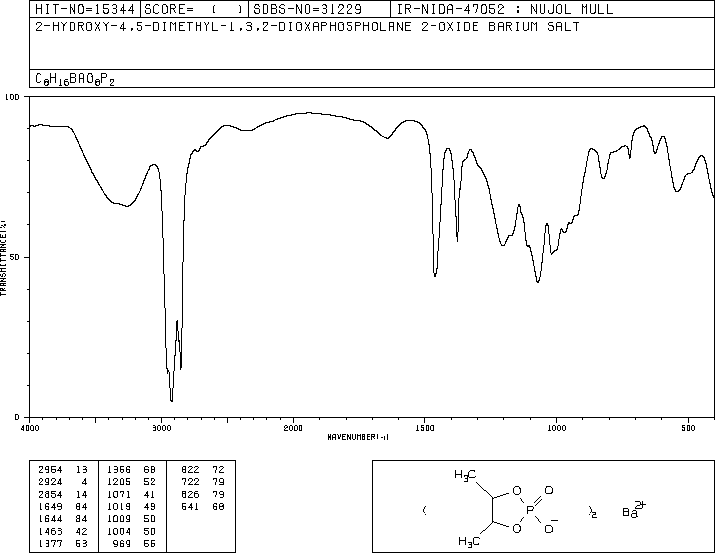 HIT-NO=15344 SCORE= ( ) SDBS-NO=31229 IR-NIDA-47052 : NUJOL MULL
2-HYDROXY-4,5-DIMETHYL-1,3,2-DIOXAPHOSPHOLANE 2-OXIDE BARIUM SALT
C8H16BAO8P2
100
50
0
TRANSMITTANCE(%)
4000 3000 2000 1500 1000 500
WAVENUMBER(-1)
2954 13 1366 68 822 72
2924 4 1205 52 722 79
2854 14 1071 41 626 79
1649 84 1019 49 541 68
1644 84 1009 50
1463 42 1004 50
1377 53 969 55
H3C
O O
( P )2 Ba2+
O O-
H3C